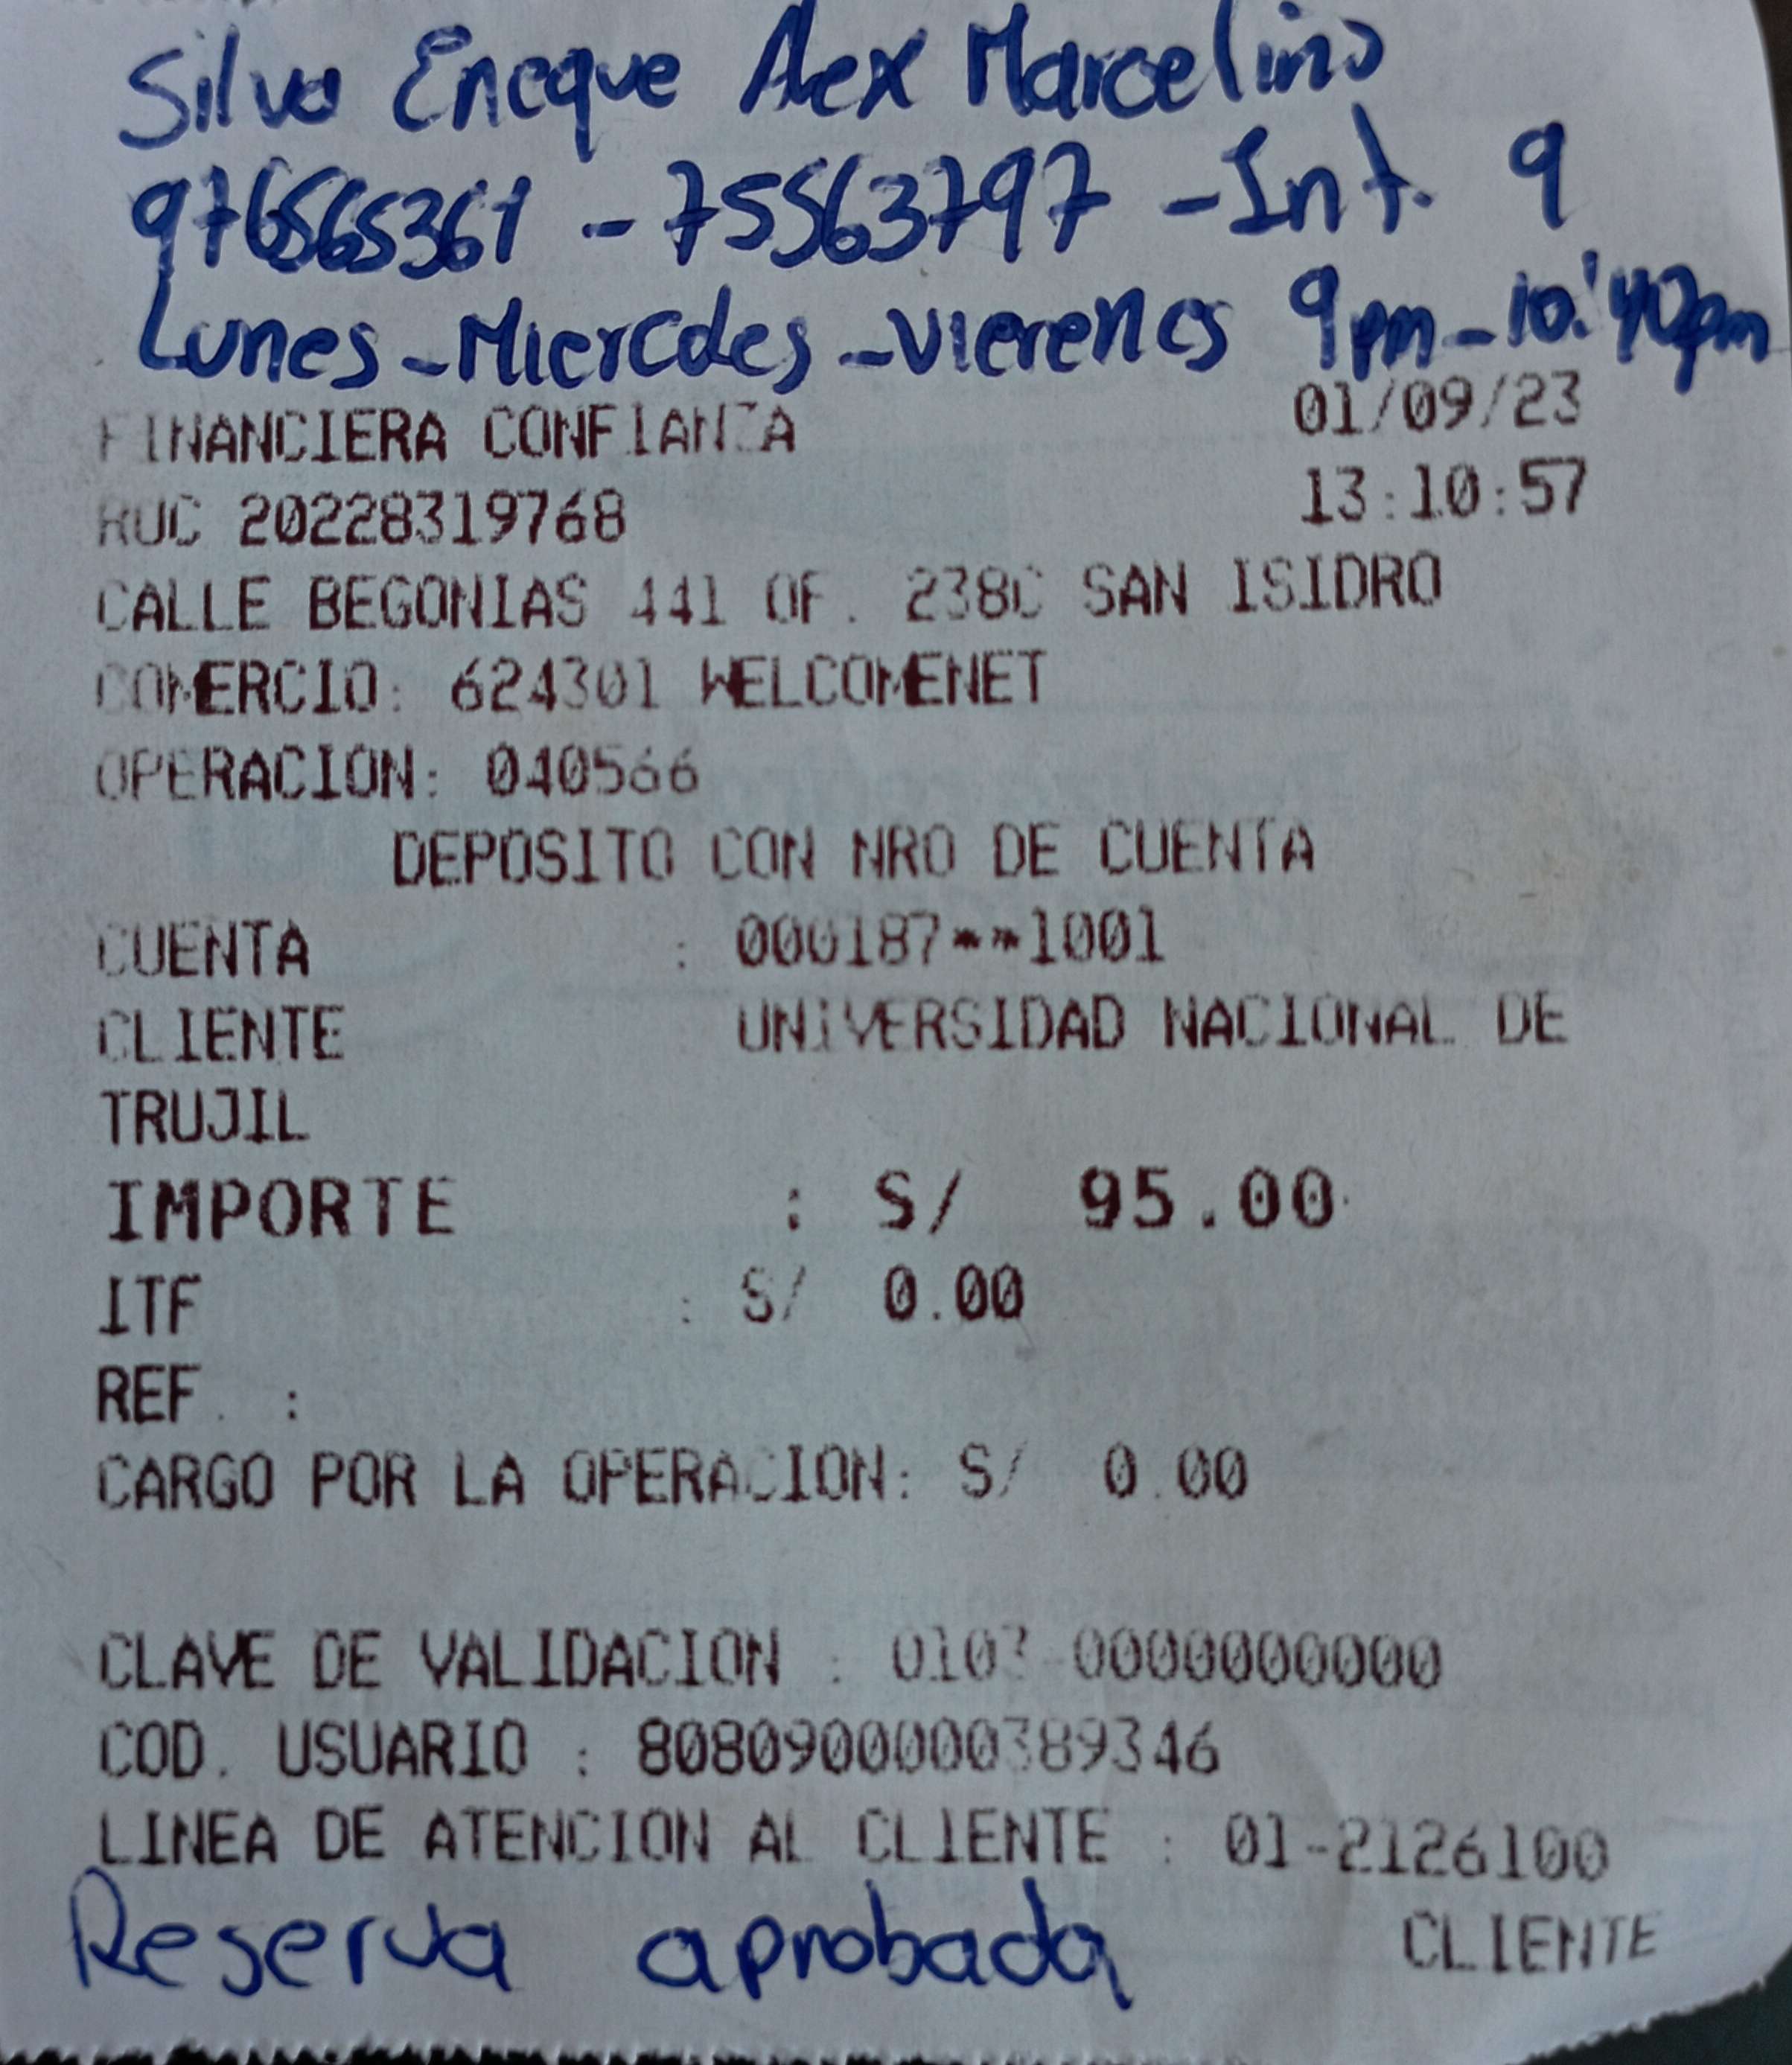 Silva Eneque Alex Marcelino
976565361 - 75563797 - Int. 9
Lunes - Miercoles - Vierenes 9pm - 10:40pm
FINANCIERA CONFIANZA 01/09/23
RUC 20228319768 13:10:57
CALLE BEGONIAS 441 OF. 238C SAN ISIDRO
COMERCIO: 624301 WELCOMENET
OPERACION: 040566
DEPOSITO CON NRO DE CUENTA
CUENTA : 000187**1001
CLIENTE UNIVERSIDAD NACIONAL DE
TRUJIL
IMPORTE : S/ 95.00
ITF : S/ 0.00
REF. :
CARGO POR LA OPERACION: S/ 0.00
CLAVE DE VALIDACION : 0103-0000000000
COD. USUARIO : 8080900000389346
LINEA DE ATENCION AL CLIENTE : 01-2126100
CLIENTE
Reserva aprobada